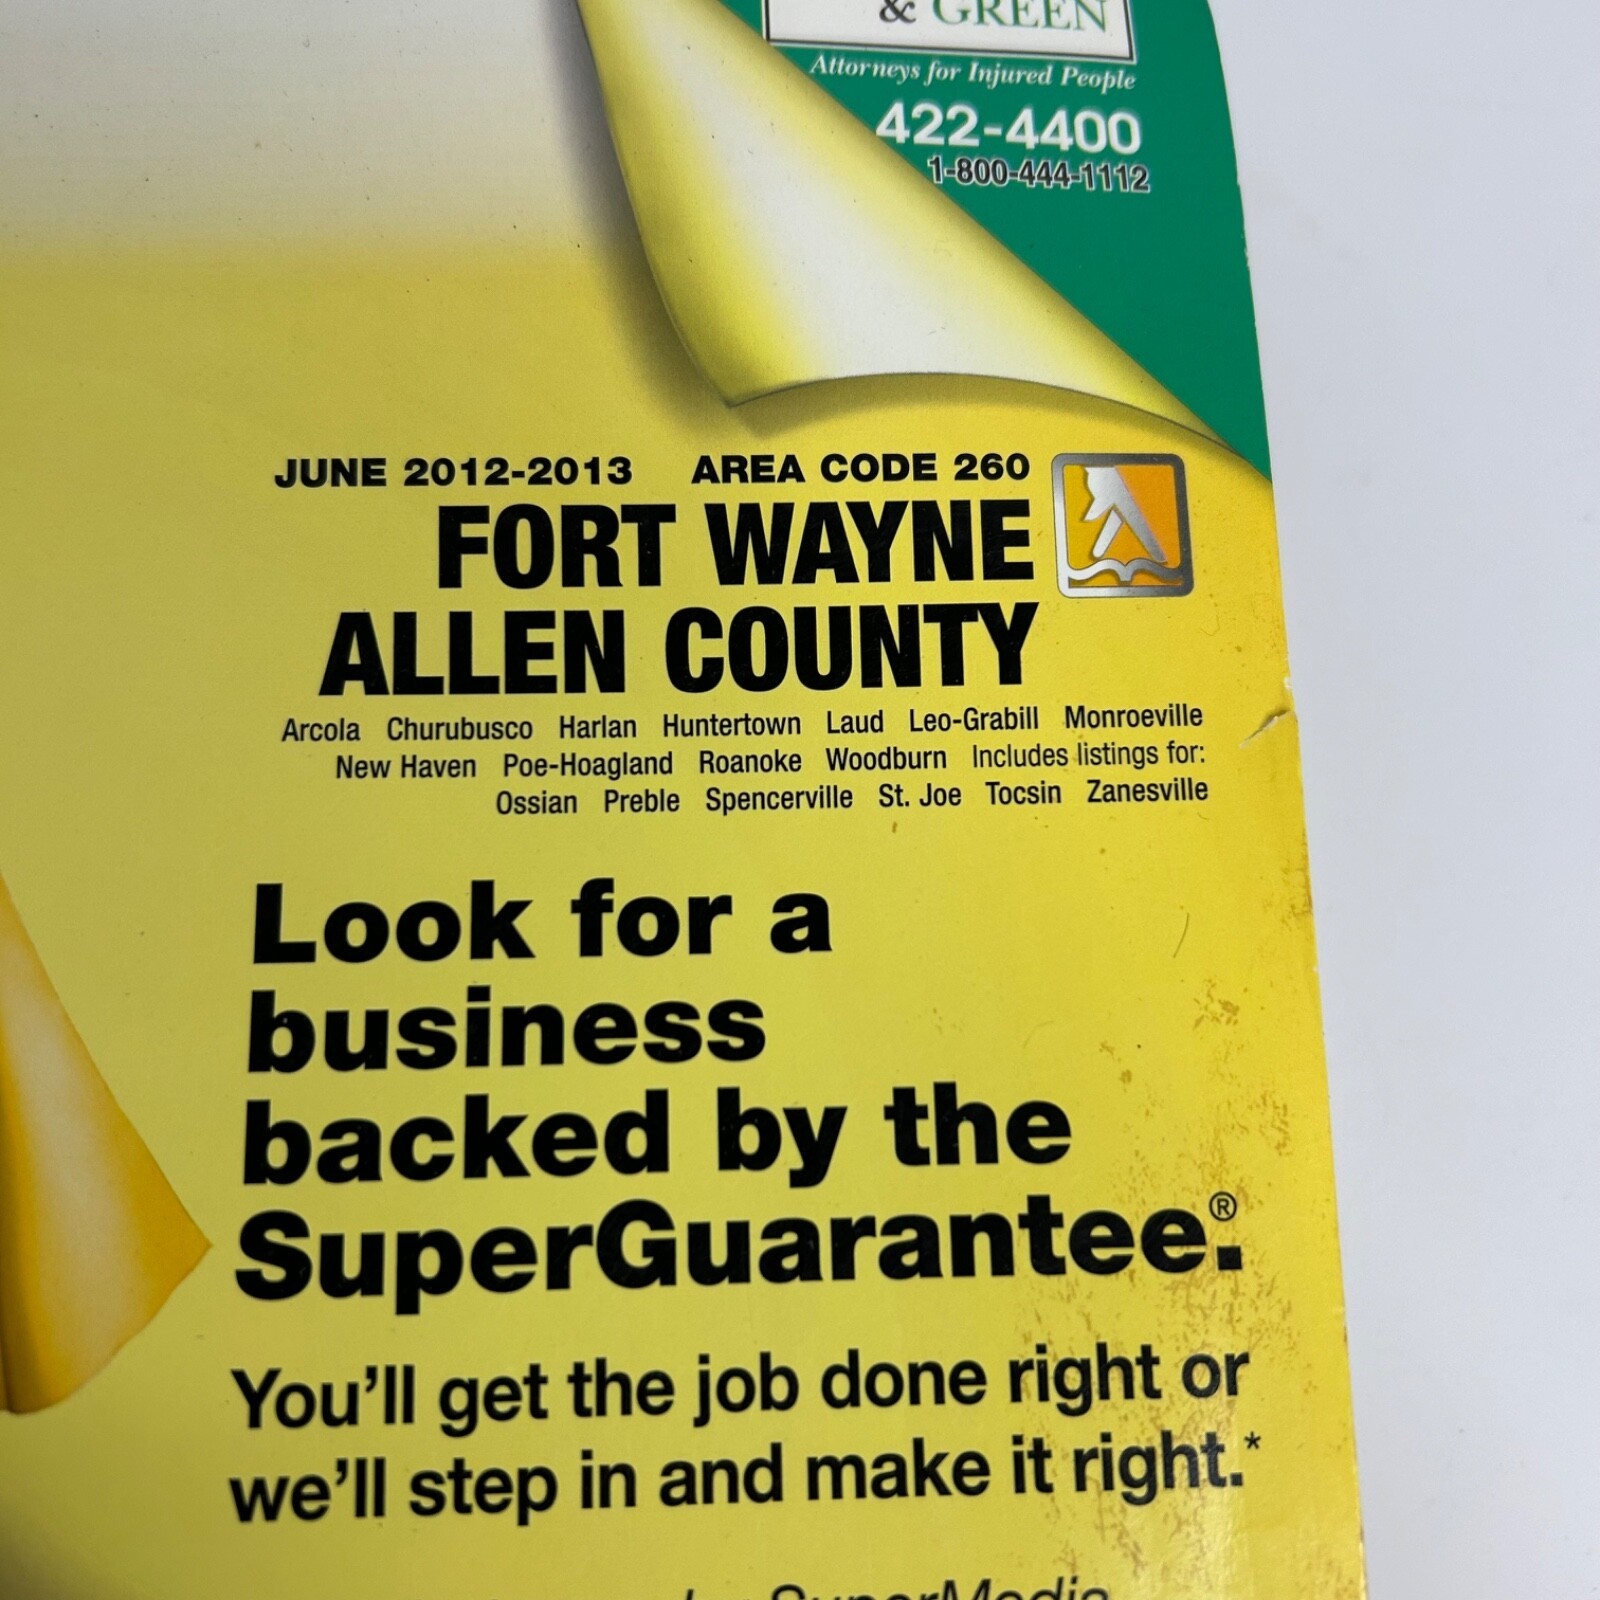 & GREEN
Attorneys for Injured People
422-4400
1-800-444-1112
JUNE 2012-2013 AREA CODE 260
FORT WAYNE
ALLEN COUNTY
Arcola Churubusco Harlan Huntertown Laud Leo-Grabill Monroeville
New Haven Poe-Hoagland Roanoke Woodburn Includes listings for:
Ossian Preble Spencerville St. Joe Tocsin Zanesville
Look for a
business
backed by the
SuperGuarantee.®
You'll get the job done right or
we'll step in and make it right.*
by SuperMedia